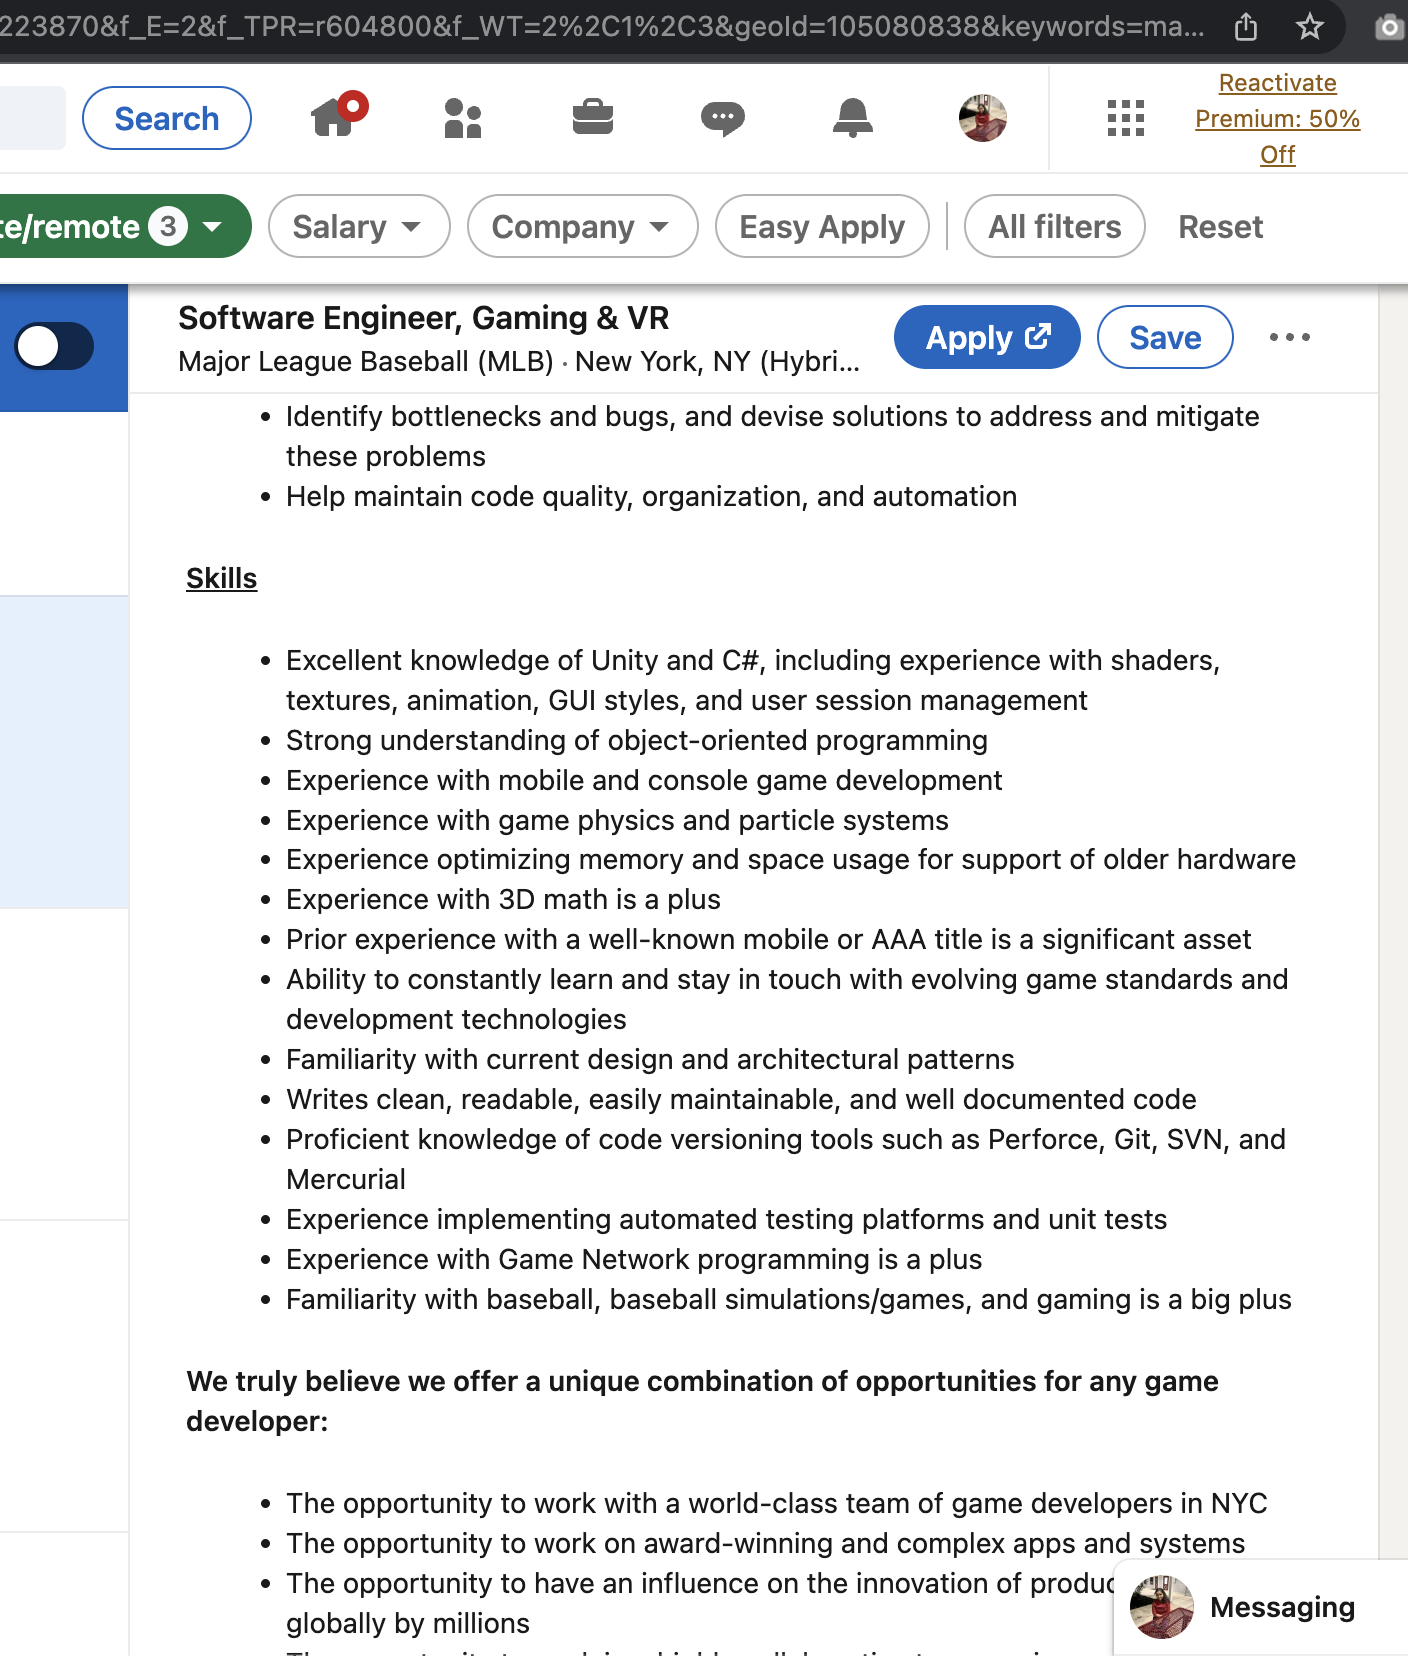 223870&f_E=2&f_TPR=r604800&f_WT=2%2C1%2C3&geoId=105080838&keywords=ma...
Search
Reactivate
Premium: 50%
Off
te/remote 3
Salary
Company
Easy Apply
All filters
Reset
Software Engineer, Gaming & VR
Major League Baseball (MLB) · New York, NY (Hybri...
Apply
Save
• Identify bottlenecks and bugs, and devise solutions to address and mitigate
these problems
• Help maintain code quality, organization, and automation
Skills
• Excellent knowledge of Unity and C#, including experience with shaders,
textures, animation, GUI styles, and user session management
• Strong understanding of object-oriented programming
• Experience with mobile and console game development
• Experience with game physics and particle systems
• Experience optimizing memory and space usage for support of older hardware
• Experience with 3D math is a plus
• Prior experience with a well-known mobile or AAA title is a significant asset
• Ability to constantly learn and stay in touch with evolving game standards and
development technologies
• Familiarity with current design and architectural patterns
• Writes clean, readable, easily maintainable, and well documented code
• Proficient knowledge of code versioning tools such as Perforce, Git, SVN, and
Mercurial
• Experience implementing automated testing platforms and unit tests
• Experience with Game Network programming is a plus
• Familiarity with baseball, baseball simulations/games, and gaming is a big plus
We truly believe we offer a unique combination of opportunities for any game
developer:
• The opportunity to work with a world-class team of game developers in NYC
• The opportunity to work on award-winning and complex apps and systems
• The opportunity to have an influence on the innovation of produc
globally by millions
Messaging